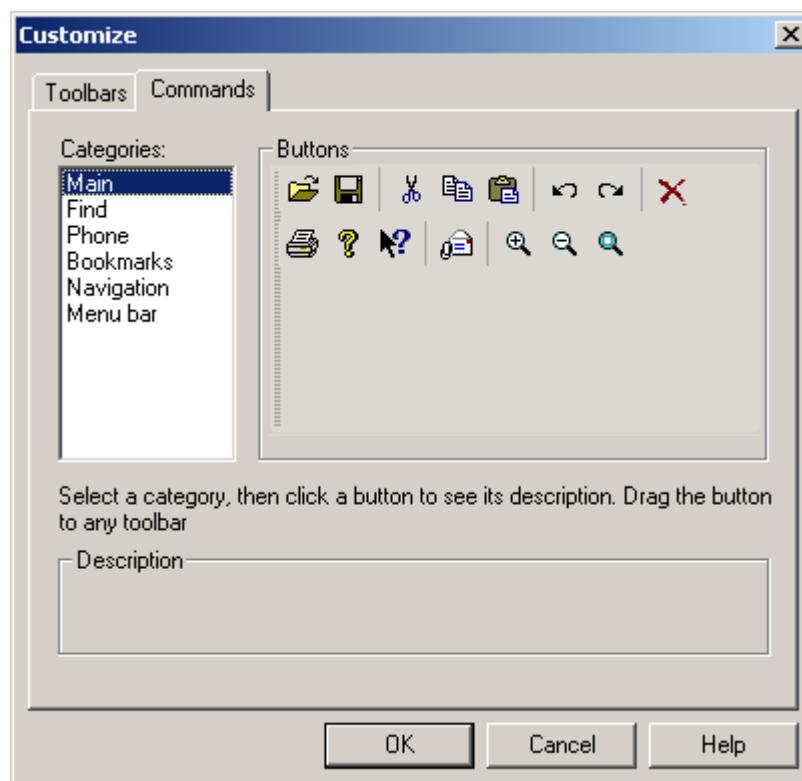 Customize
Toolbars
Commands
Categories:
Main
Find
Phone
Bookmarks
Navigation
Menu bar
Buttons
Select a category, then click a button to see its description. Drag the button
to any toolbar
Description
OK
Cancel
Help